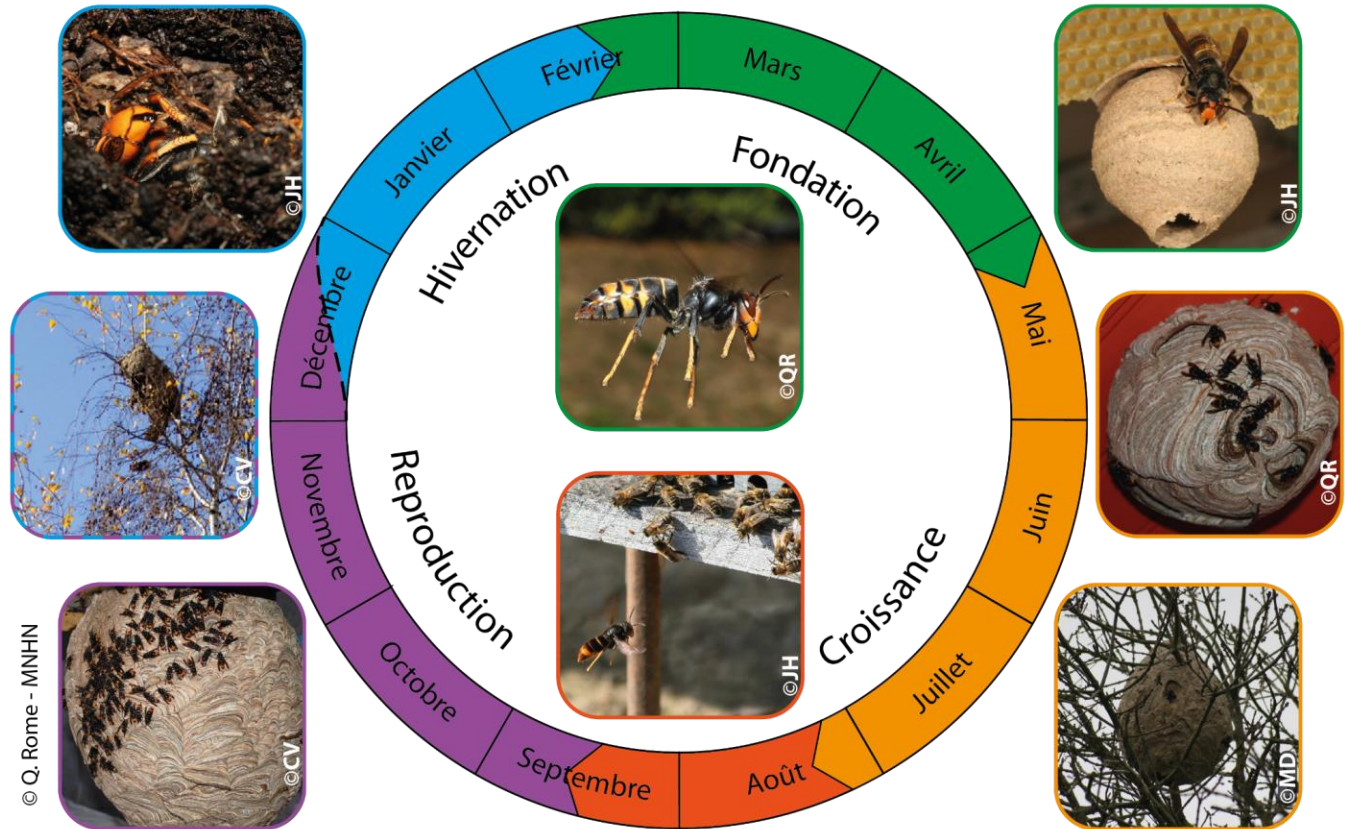 Janvier
Février
Mars
Avril
Mai
Juin
Juillet
Août
Septembre
Octobre
Novembre
Décembre
Hivernation
Fondation
Croissance
Reproduction
©JH
©CV
©CV
©QR
©JH
©JH
©QR
©MDI
© Q. Rome - MNHN